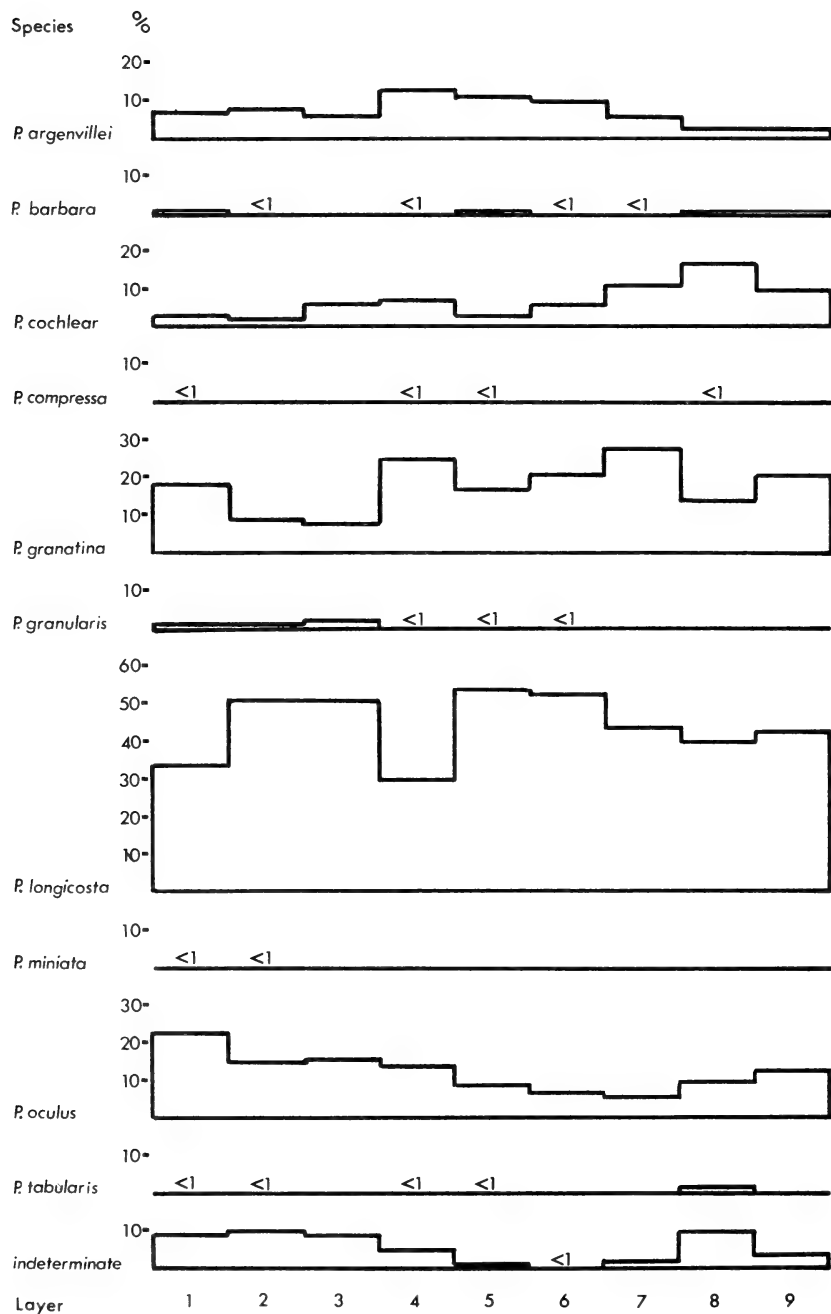 Species %
20-
10-
P. argenvillei
10-
<1 <1 <1 <1
P. barbara
20-
10-
P. cochlear
10-
<1 <1 <1 <1
P. compressa
30-
20-
10-
P. granatina
10-
<1 <1 <1
P. granularis
60-
50-
40-
30-
20-
10-
P. longicosta
10-
<1 <1
P. miniata
30-
20-
10-
P. oculus
10-
<1 <1 <1 <1
P. tabularis
10-
<1
indeterminate
Layer 1 2 3 4 5 6 7 8 9